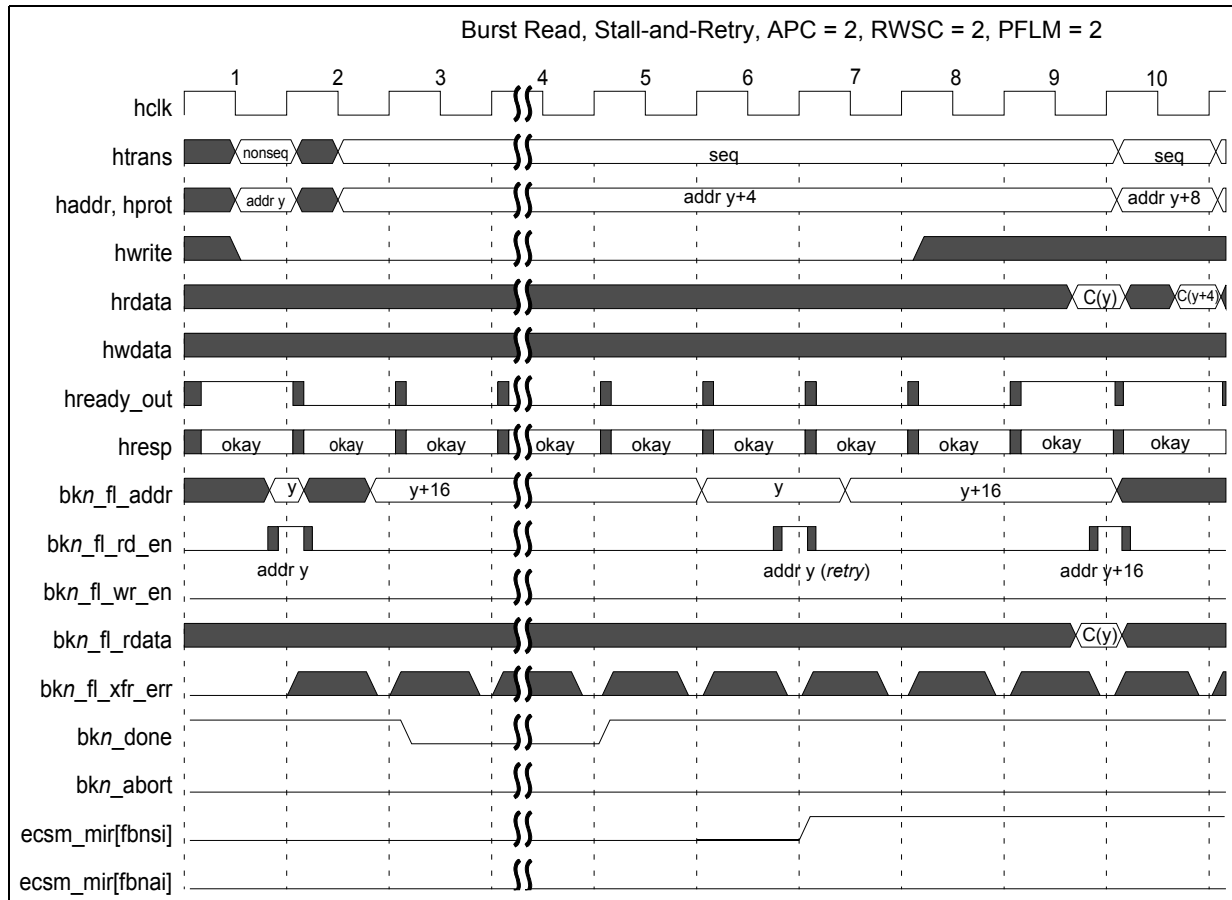 Burst Read, Stall-and-Retry, APC = 2, RWSC = 2, PFLM = 2
1 2 3 4 5 6 7 8 9 10
hclk
htrans nonseq seq seq
haddr, hprot addr y addr y+4 addr y+8
hwrite
hrdata C(y) C(y+4)
hwdata
hready_out
hresp okay okay okay okay okay okay okay okay okay okay
bkn_fl_addr y y+16 y y+16
bkn_fl_rd_en
addr y addr y (retry) addr y+16
bkn_fl_wr_en
bkn_fl_rdata C(y)
bkn_fl_xfr_err
bkn_done
bkn_abort
ecsm_mir[fbnsi]
ecsm_mir[fbnai]